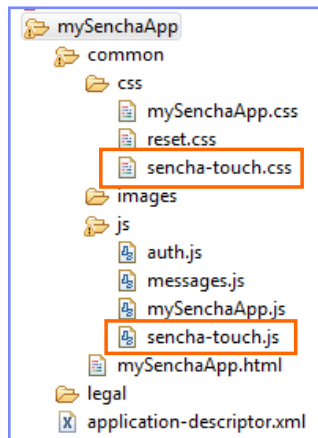 mySenchaApp
common
css
mySenchaApp.css
reset.css
sencha-touch.css
images
js
auth.js
messages.js
mySenchaApp.js
sencha-touch.js
mySenchaApp.html
legal
application-descriptor.xml